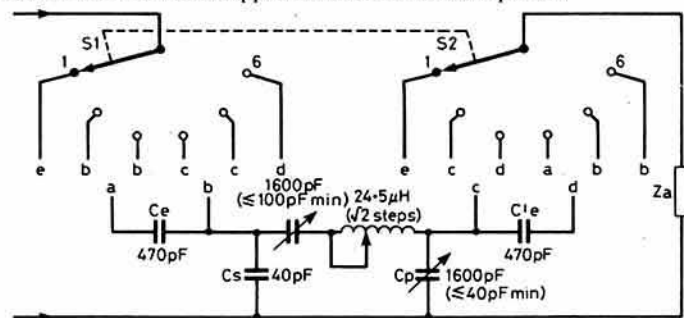 S1
S2
1
6
1
6
e b b c c d
e c d a b b
a b c d
1600pF
(≤100pF min)
24·5μH
(√2 steps)
Za
Ce
470pF
C'e
470pF
Cs
40pF
Cp
1600pF
(≤40pF min)